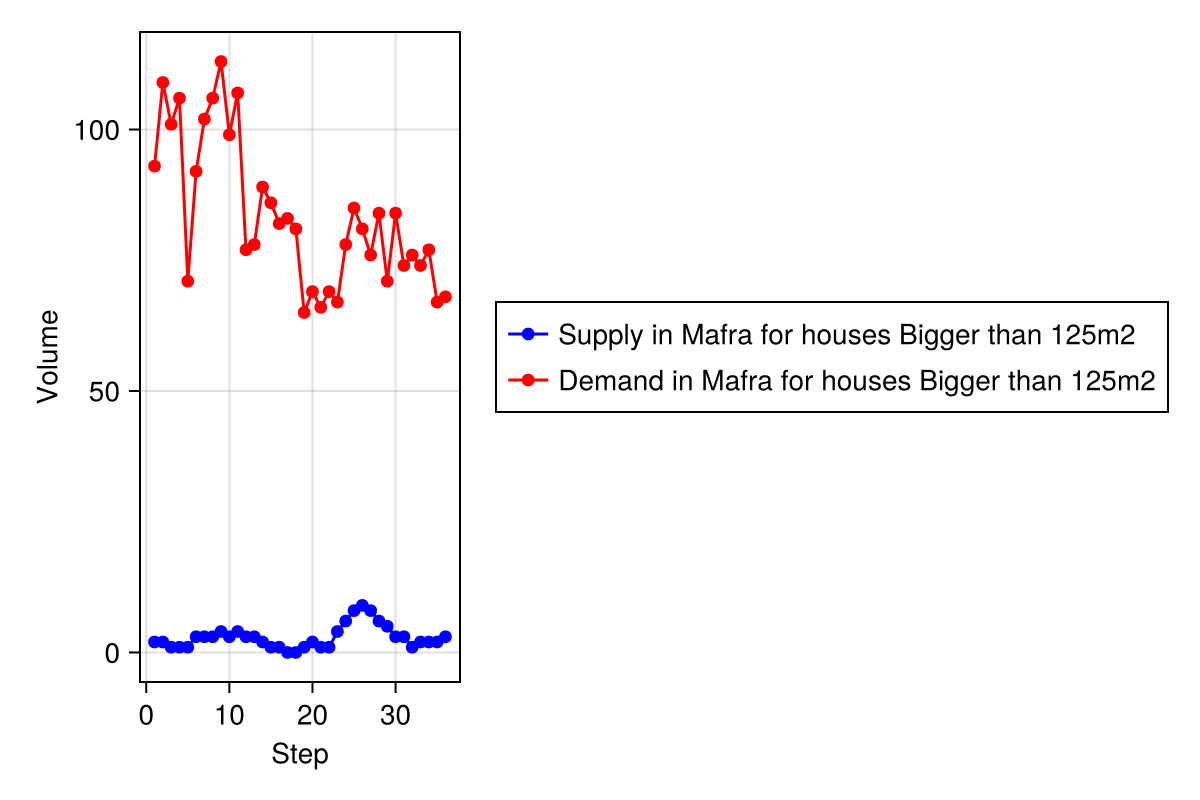 Volume
100
50
0
0 10 20 30
Step
Supply in Mafra for houses Bigger than 125m2
Demand in Mafra for houses Bigger than 125m2